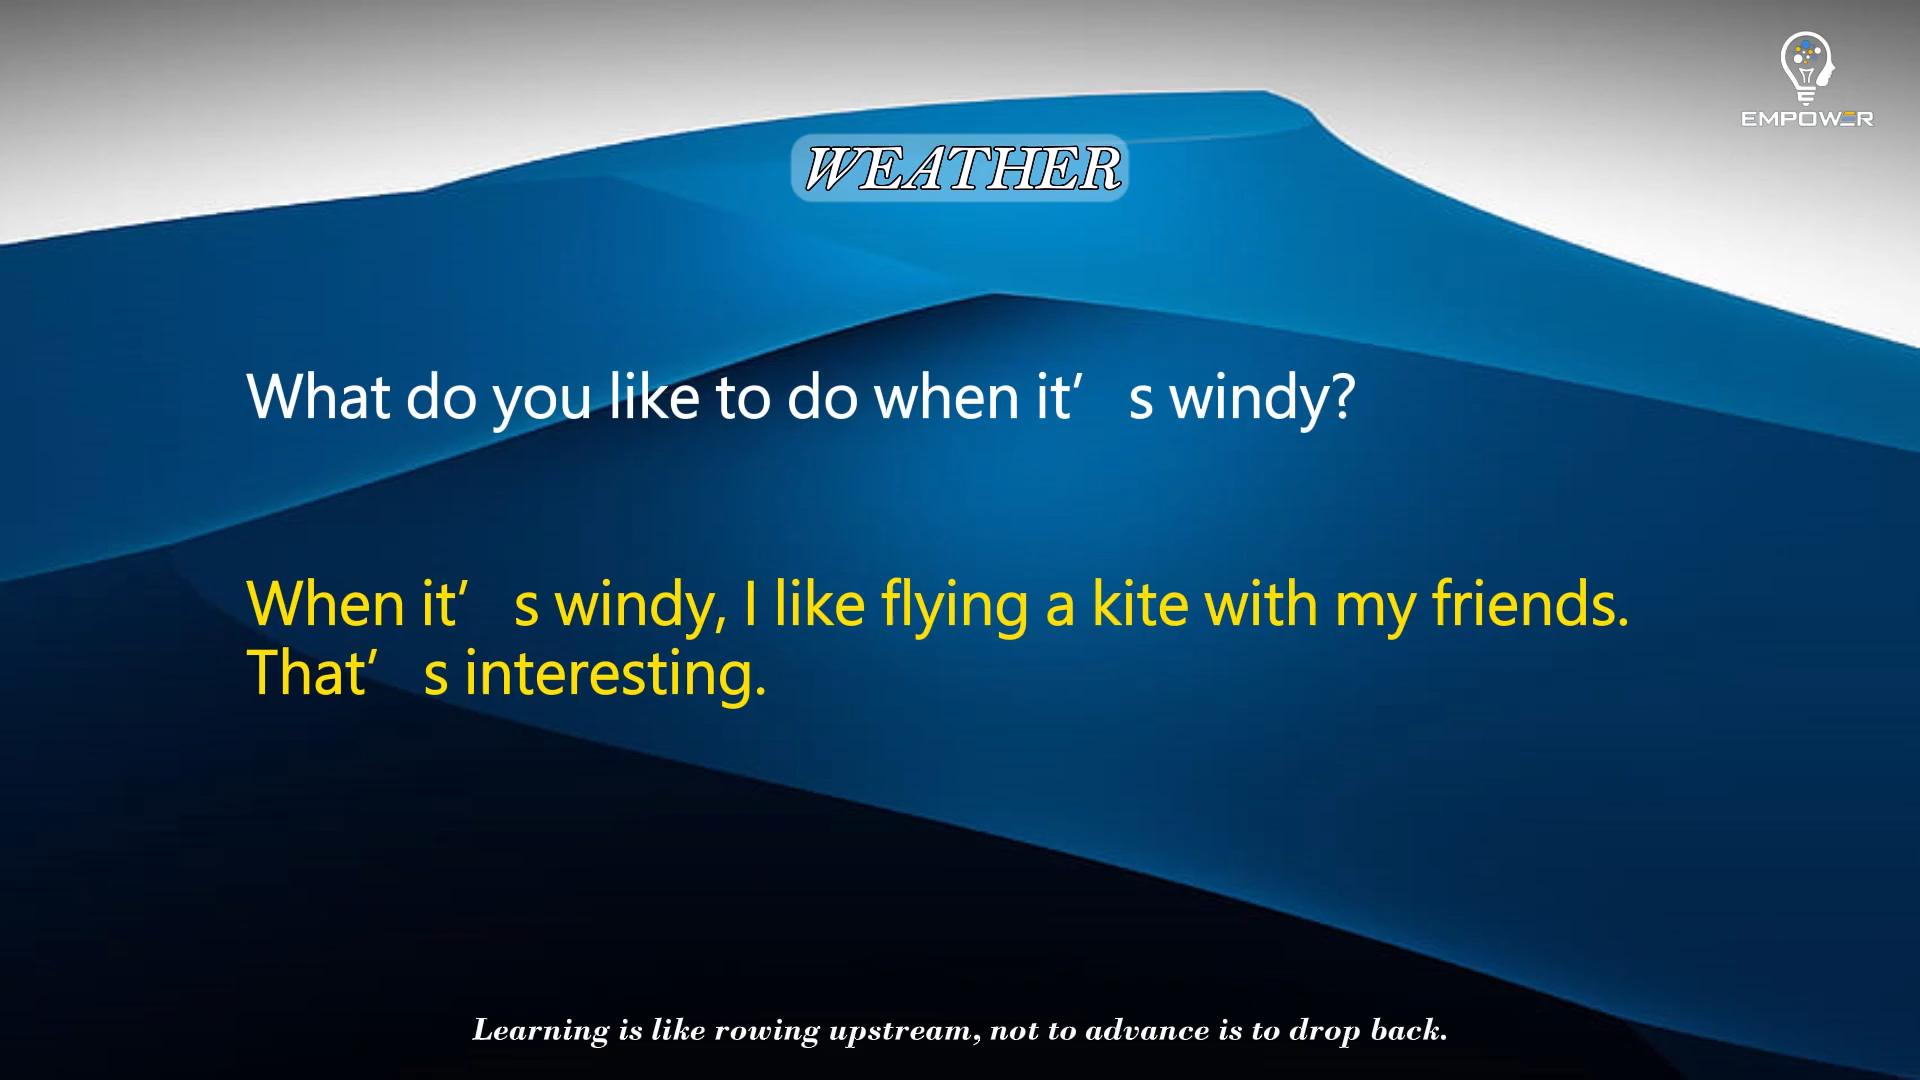 EMPOWER
WEATHER
What do you like to do when it’s windy?
When it’s windy, I like flying a kite with my friends.
That’s interesting.
Learning is like rowing upstream, not to advance is to drop back.